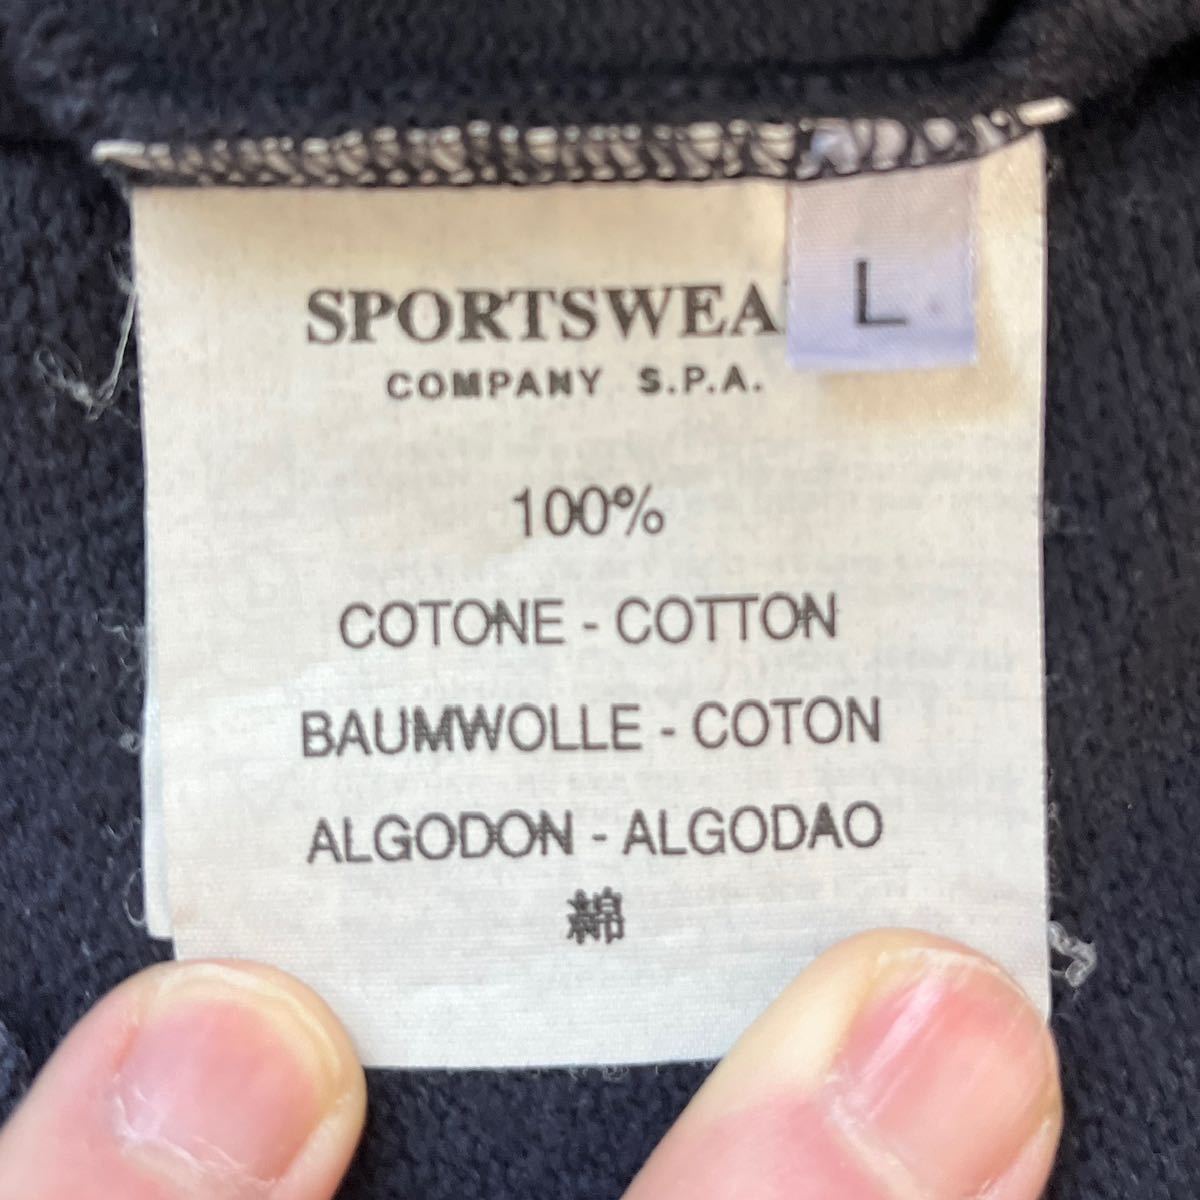 SPORTSWEA
L
COMPANY S.P.A.
100%
COTONE - COTTON
BAUMWOLLE - COTON
ALGODON - ALGODAO
綿